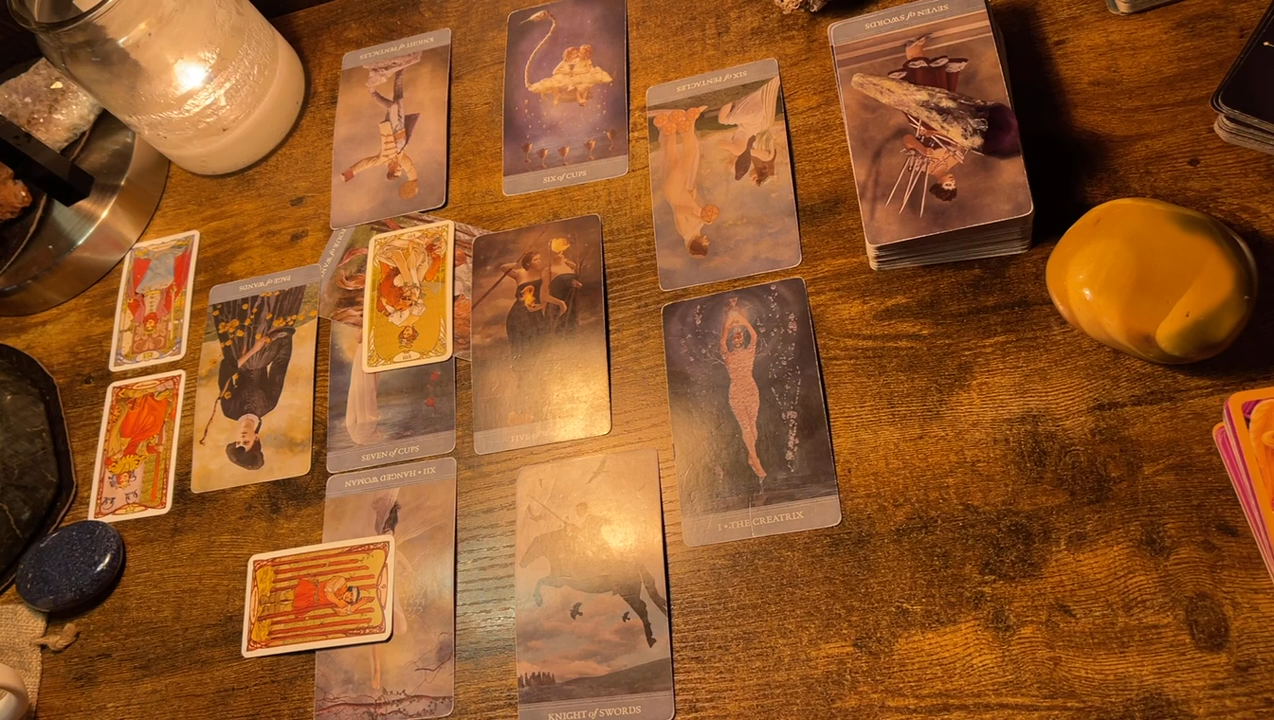 KNIGHT of PENTACLES
SIX of CUPS
SIX of PENTACLES
SEVEN of SWORDS
PAGE of WANDS
SEVEN of CUPS
XII • HANGED WOMAN
I • THE CREATRIX
KNIGHT of SWORDS